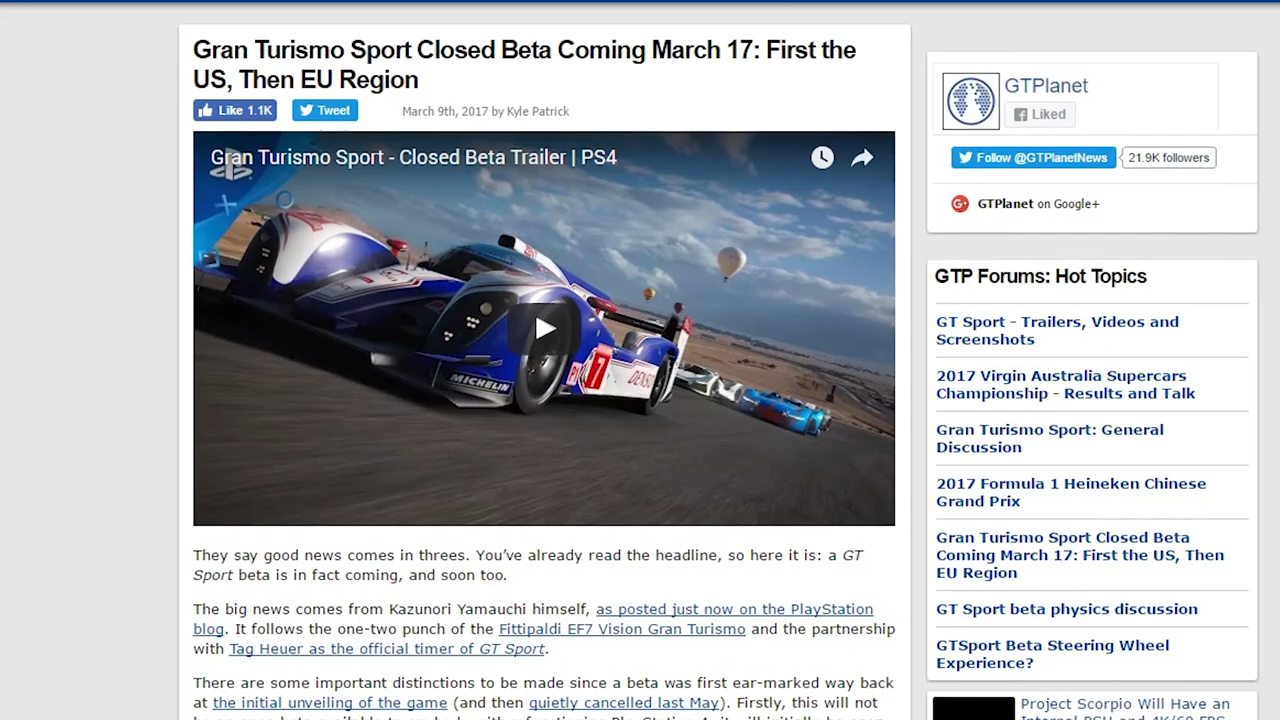 Gran Turismo Sport Closed Beta Coming March 17: First the
US, Then EU Region
Like 1.1K
Tweet
March 9th, 2017 by Kyle Patrick
Gran Turismo Sport - Closed Beta Trailer | PS4
MICHELIN
7
DENSO
They say good news comes in threes. You've already read the headline, so here it is: a GT
Sport beta is in fact coming, and soon too.
The big news comes from Kazunori Yamauchi himself, as posted just now on the PlayStation
blog. It follows the one-two punch of the Fittipaldi EF7 Vision Gran Turismo and the partnership
with Tag Heuer as the official timer of GT Sport.
There are some important distinctions to be made since a beta was first ear-marked way back
at the initial unveiling of the game (and then quietly cancelled last May). Firstly, this will not
GTPlanet
Liked
Follow @GTPlanetNews
21.9K followers
GTPlanet on Google+
GTP Forums: Hot Topics
GT Sport - Trailers, Videos and
Screenshots
2017 Virgin Australia Supercars
Championship - Results and Talk
Gran Turismo Sport: General
Discussion
2017 Formula 1 Heineken Chinese
Grand Prix
Gran Turismo Sport Closed Beta
Coming March 17: First the US, Then
EU Region
GT Sport beta physics discussion
GTSport Beta Steering Wheel
Experience?
Project Scorpio Will Have an